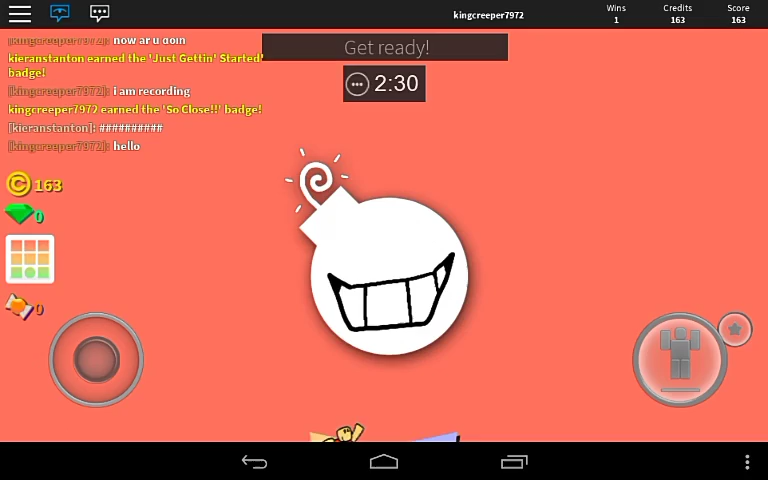 kingcreeper7972
Wins
1
Credits
163
Score
163
[kingcreeper7972]: now ar u doin
kieranstanton earned the 'Just Gettin' Started'
badge!
[kingcreeper7972]: i am recording
kingcreeper7972 earned the 'So Close!!' badge!
[kieranstanton]: ##########
[kingcreeper7972]: hello
Get ready!
2:30
163
0
0